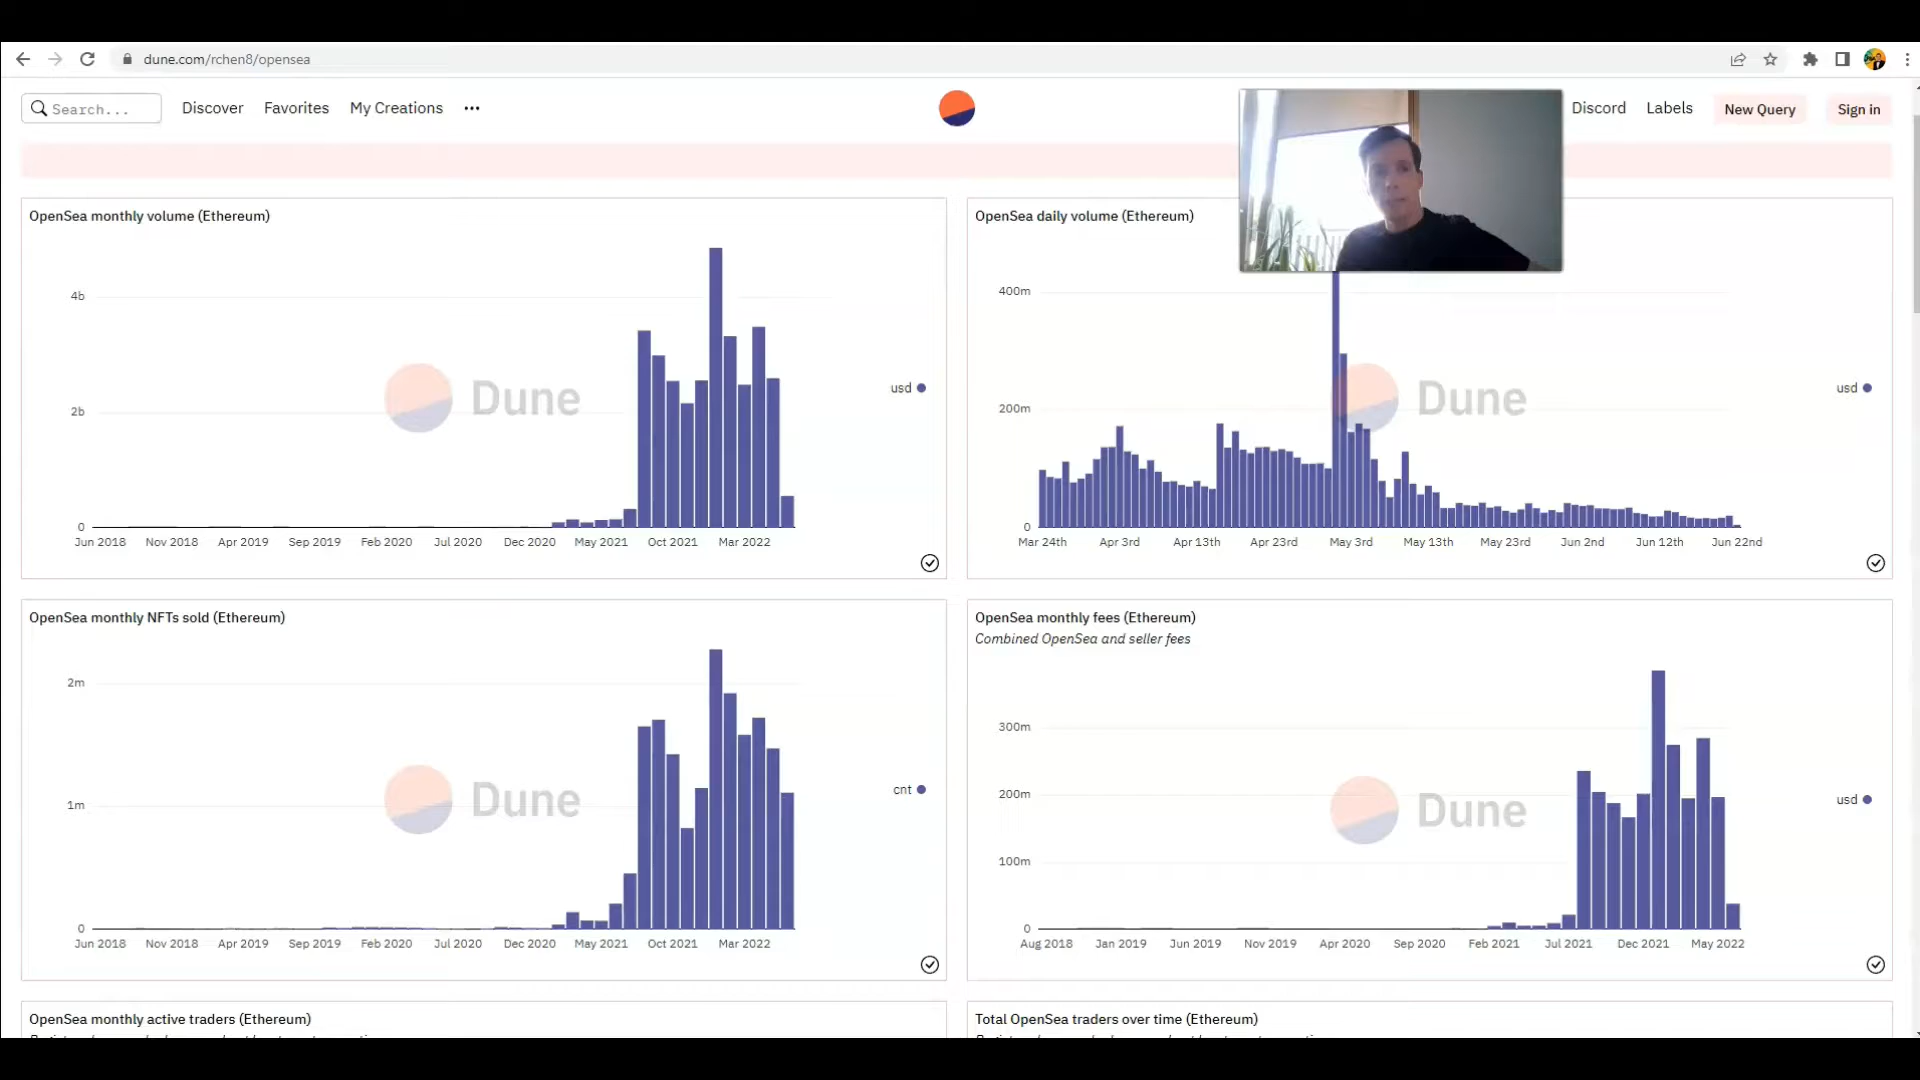 dune.com/rchen8/opensea
Search...
Discover
Favorites
My Creations
Discord
Labels
New Query
Sign in
OpenSea monthly volume (Ethereum)
4b
2b
0
Dune
usd
Jun 2018 Nov 2018 Apr 2019 Sep 2019 Feb 2020 Jul 2020 Dec 2020 May 2021 Oct 2021 Mar 2022
OpenSea daily volume (Ethereum)
400m
200m
0
Dune
usd
Mar 24th Apr 3rd Apr 13th Apr 23rd May 3rd May 13th May 23rd Jun 2nd Jun 12th Jun 22nd
OpenSea monthly NFTs sold (Ethereum)
2m
1m
0
Dune
cnt
Jun 2018 Nov 2018 Apr 2019 Sep 2019 Feb 2020 Jul 2020 Dec 2020 May 2021 Oct 2021 Mar 2022
OpenSea monthly fees (Ethereum)
Combined OpenSea and seller fees
300m
200m
100m
0
Dune
usd
Aug 2018 Jan 2019 Jun 2019 Nov 2019 Apr 2020 Sep 2020 Feb 2021 Jul 2021 Dec 2021 May 2022
OpenSea monthly active traders (Ethereum)
Total OpenSea traders over time (Ethereum)